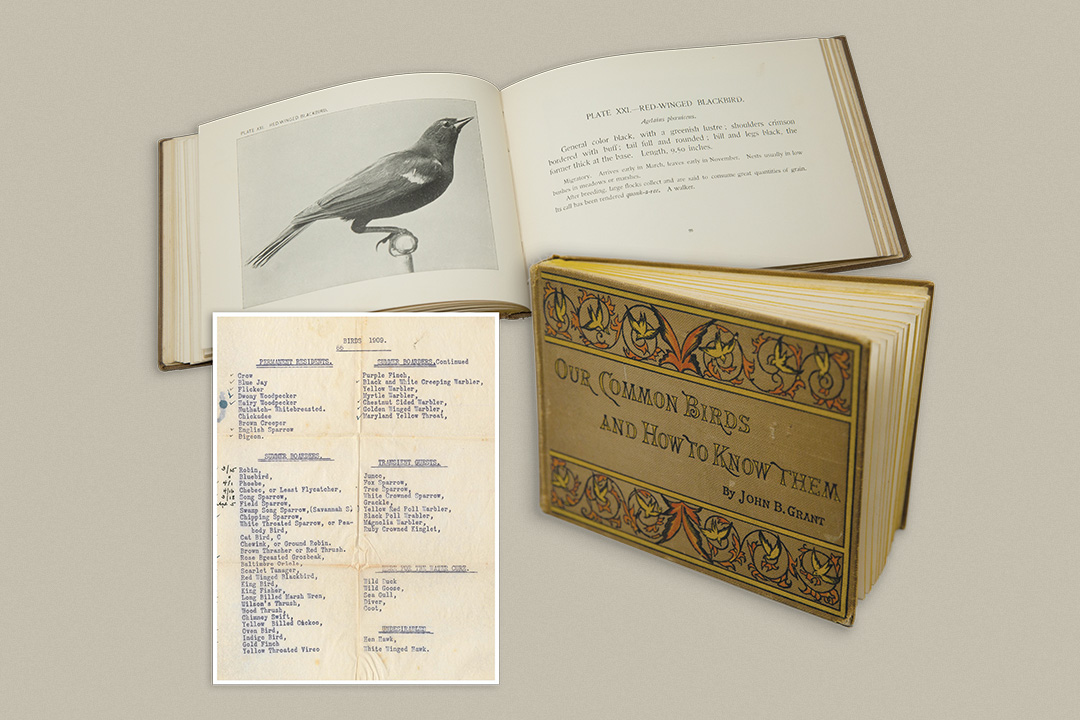 PLATE XXI. RED-WINGED BLACKBIRD.
PLATE XXI.—RED-WINGED BLACKBIRD.
Agelaius phœniceus.
General color black, with a greenish lustre; shoulders crimson
bordered with buff; tail full and rounded; bill and legs black, the
former thick at the base. Length, 9.50 inches.
Migratory. Arrives early in March, leaves early in November. Nests usually in low
bushes in meadows or marshes.
After breeding, large flocks collect and are said to consume great quantities of grain.
Its call has been rendered quonk-a-ree. A walker.
OUR COMMON BIRDS
AND HOW TO KNOW THEM
BY JOHN B. GRANT
BIRDS 1909.
PERMANENT RESIDENTS.
Crow
Blue Jay
Flicker
Downy Woodpecker
Hairy Woodpecker
Nuthatch- Whitebreasted.
Chickadee
Brown Creeper
English Sparrow
Pigeon.
SUMMER BOARDERS.
Robin,
Bluebird,
Phoebe,
Chebec, or Least Flycatcher,
Song Sparrow,
Field Sparrow,
Swamp Song Sparrow,(Savannah S)
Chipping Sparrow,
White Throated Sparrow, or Pea-
body Bird,
Cat Bird, C
Chewink, or Ground Robin.
Brown Thrasher or Red Thrush.
Rose Breasted Grosbeak,
Baltimore Oriole,
Scarlet Tanager,
Red Winged Blackbird,
King Bird,
King Fisher,
Long Billed Marsh Wren,
Wilson's Thrush,
Wood Thrush,
Chimney Swift,
Yellow Billed Cuckoo,
Oven Bird,
Indigo Bird,
Gold Finch
Yellow Throated Vireo
SUMMER BOARDERS.Continued
Purple Finch,
Black and White Creeping Warbler,
Yellow Warbler,
Myrtle Warbler,
Chestnut Sided Warbler,
Golden Winged Warbler,
Maryland Yellow Throat,
TRANSIENT GUESTS.
Junco,
Fox Sparrow,
Tree Sparrow,
White Crowned Sparrow,
Grackle,
Yellow Red Poll Warbler,
Black Poll Wrabler,
Magnolia Warbler,
Ruby Crowned Kinglet,
FOR THE WATER CURE.
Wild Duck
Wild Goose,
Sea Gull,
Diver,
Coot,
UNDESIRABLES.
Hen Hawk,
White Winged Hawk.